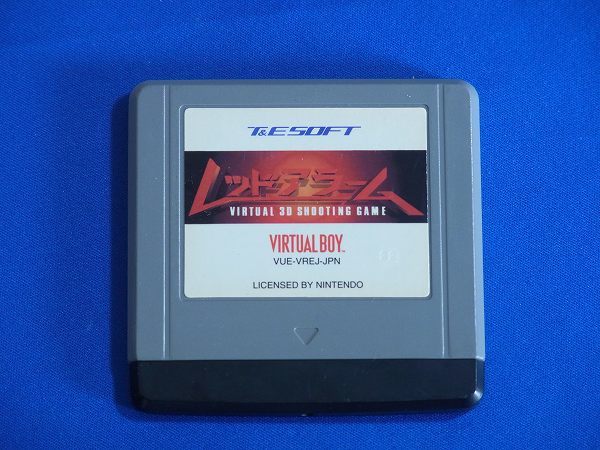 T&E SOFT
レッドアラーム
VIRTUAL 3D SHOOTING GAME
VIRTUAL BOY™
VUE-VREJ-JPN
LICENSED BY NINTENDO